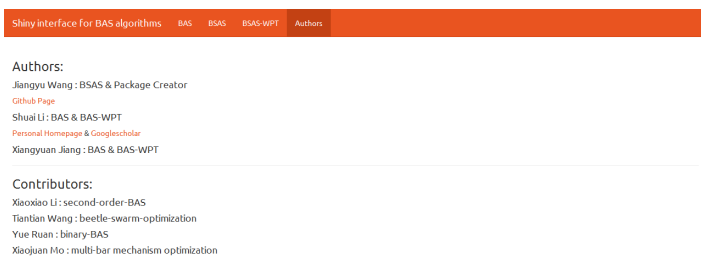 Shiny interface for BAS algorithms BAS BSAS BSAS-WPT Authors
Authors:
Jiangyu Wang : BSAS & Package Creator
Github Page
Shuai Li : BAS & BAS-WPT
Personal Homepage & Googlescholar
Xiangyuan Jiang : BAS & BAS-WPT
Contributors:
Xiaoxiao Li : second-order-BAS
Tiantian Wang : beetle-swarm-optimization
Yue Ruan : binary-BAS
Xiaojuan Mo : multi-bar mechanism optimization